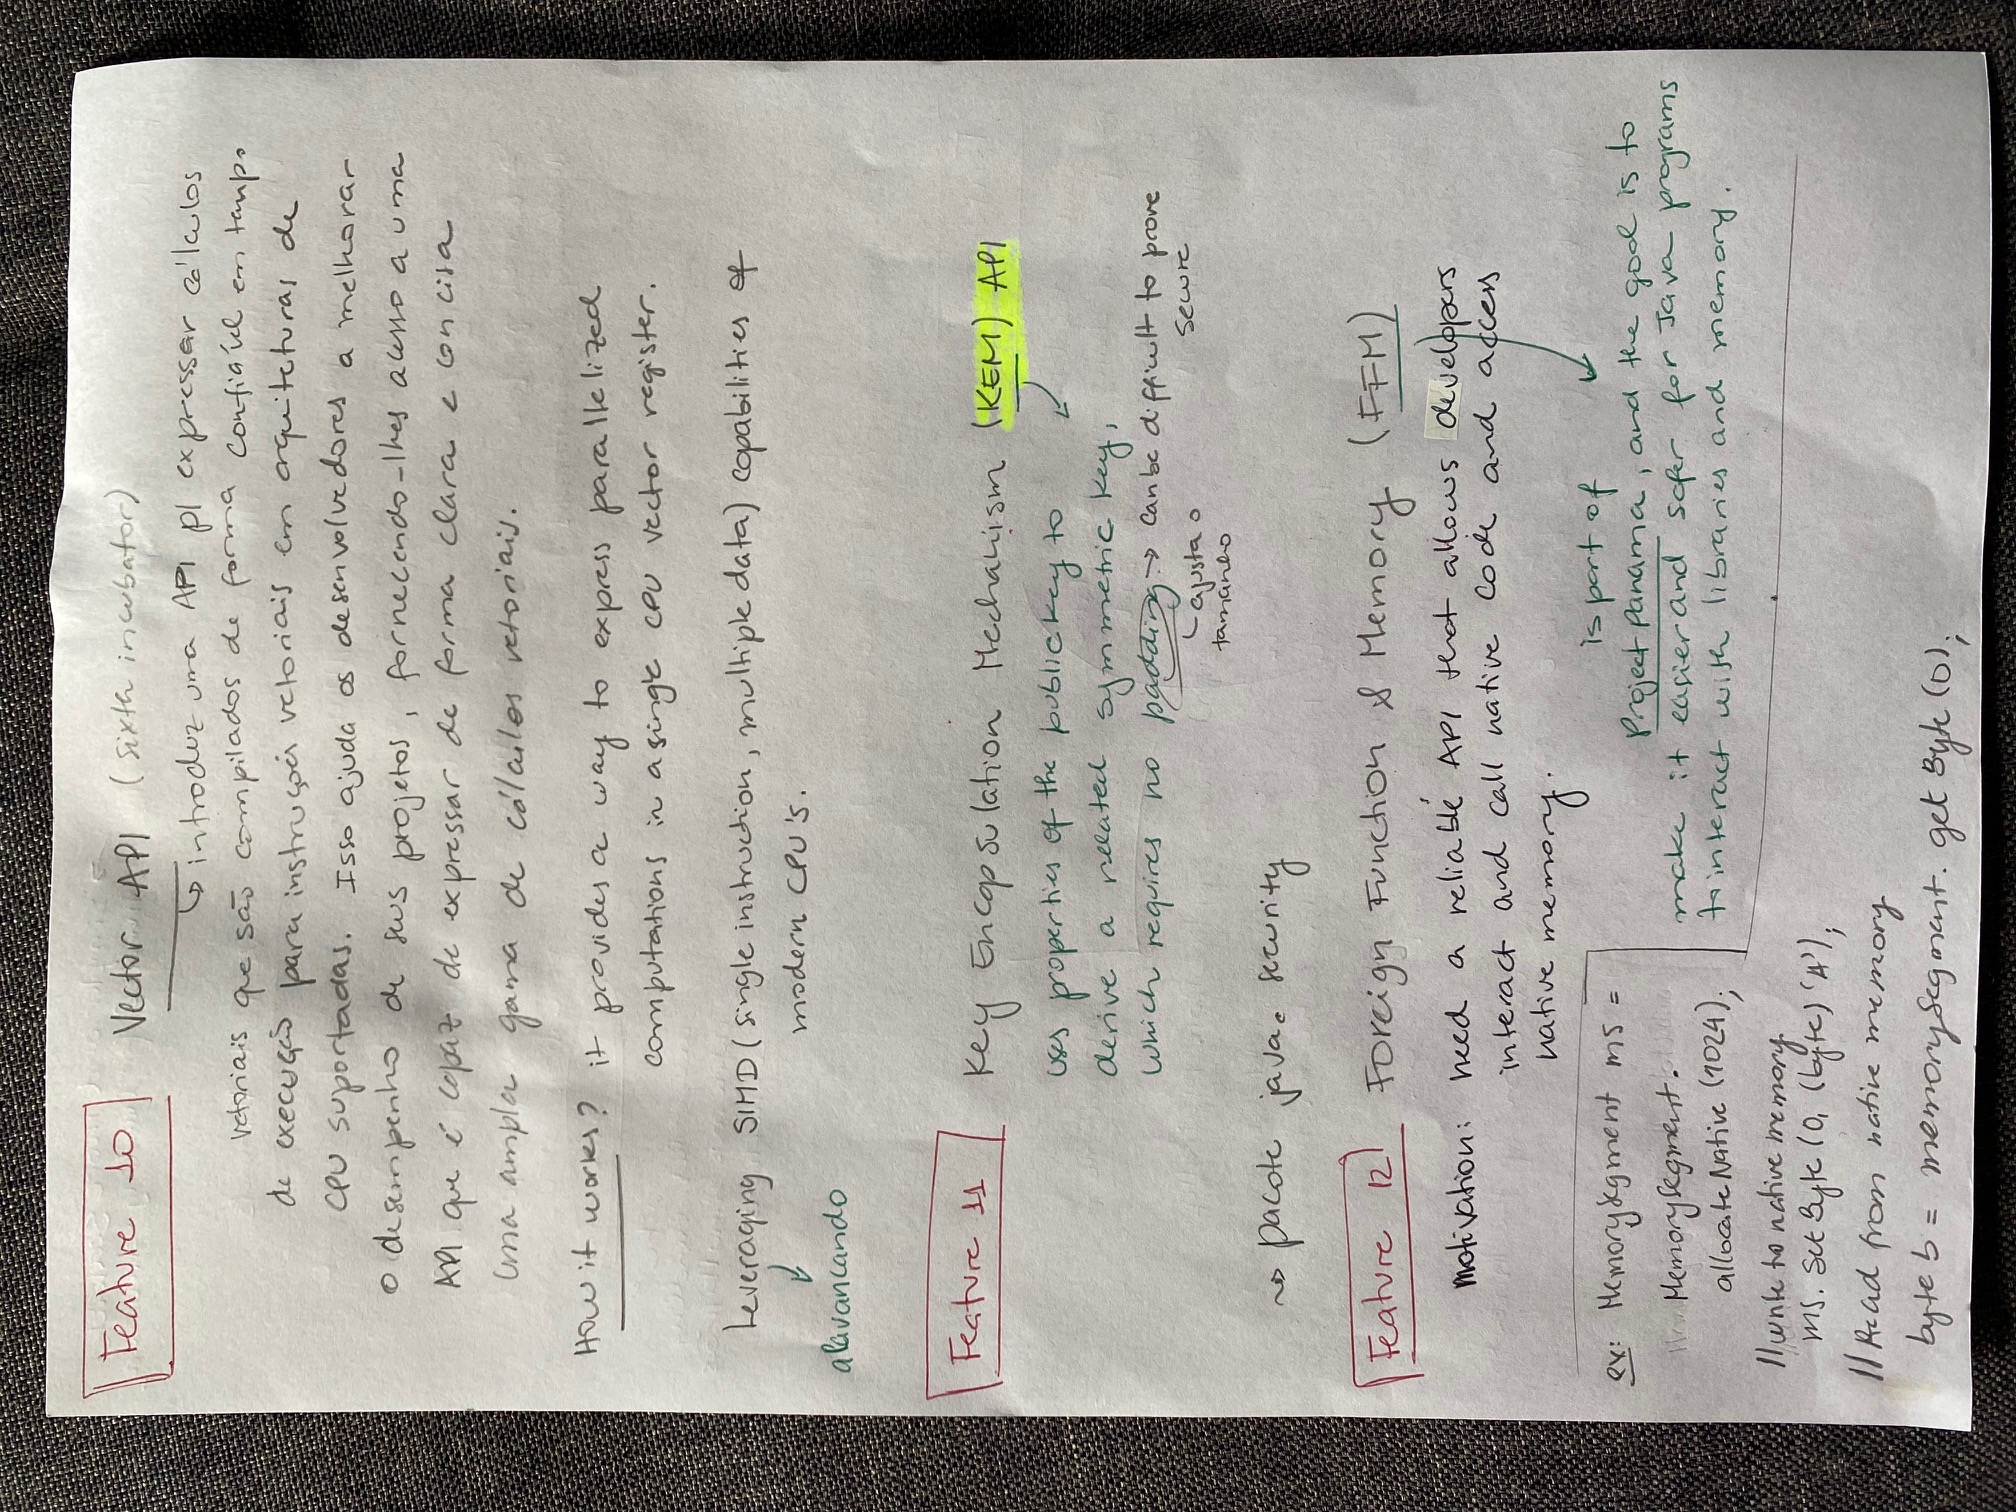 Feature 10
Vector API (sixth incubator)
↳ introduz uma API p/ expressar cálculos
vetoriais que são compilados de forma confiável em tempo
de execução para instruções vetoriais em arquiteturas de
CPU suportadas. Isso ajuda os desenvolvedores a melhorar
o desempenho de seus projetos, fornecendo-lhes acesso a uma
API que é capaz de expressar de forma clara e concisa
uma ampla gama de cálculos vetoriais.
How it works? it provides a way to express parallelized
computations in a single CPU vector register.
Leveraging SIMD (single instruction, multiple data) capabilities of
modern CPU's.
alavancando
Feature 11
Key Encapsulation Mechanism (KEM) API
uses properties of the public key to
derive a related symmetric key,
which requires no padding → can be difficult to prove
secure
ajusta o
tamanho
~> pacote java.security
Feature 12
Foreign Function & Memory (FFM)
motivation: need a reliable API that allows developers
interact and call native code and access
native memory.
is part of
Project Panama, and the goal is to
make it easier and safer for Java programs
to interact with libraries and memory.
ex: MemorySegment ms =
MemorySegment.
allocateNative (1024);
//write to native memory
ms. setByte (0, (byte) 'A');
//Read from native memory
byte b = memorySegment. getByte (0);